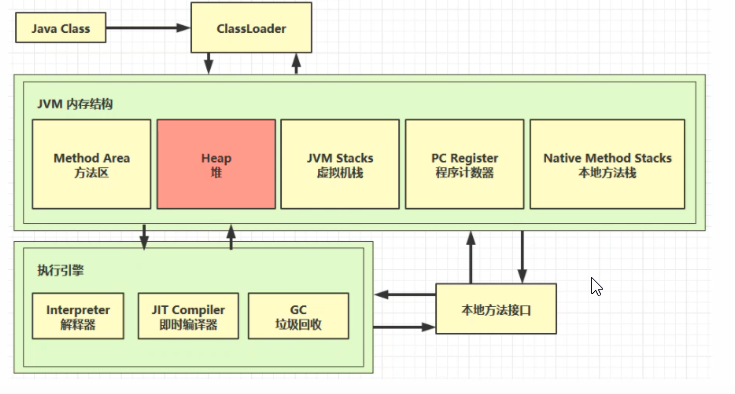 Java Class
ClassLoader
JVM 内存结构
Method Area
方法区
Heap
堆
JVM Stacks
虚拟机栈
PC Register
程序计数器
Native Method Stacks
本地方法栈
执行引擎
Interpreter
解释器
JIT Compiler
即时编译器
GC
垃圾回收
本地方法接口